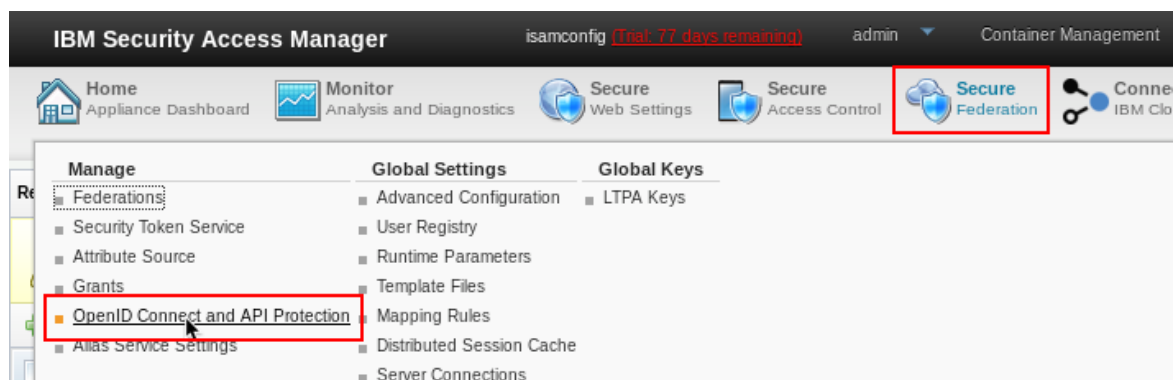 IBM Security Access Manager isamconfig (Trial: 77 days remaining) admin Container Management
Home Monitor Secure Secure Secure
Appliance Dashboard Analysis and Diagnostics Web Settings Access Control Federation IBM
Manage Global Settings Global Keys
Federations Advanced Configuration LTPA Keys
Security Token Service User Registry
Attribute Source Runtime Parameters
Grants Template Files
OpenID Connect and API Protection Mapping Rules
Alias Service Settings Distributed Session Cache
Server Connections